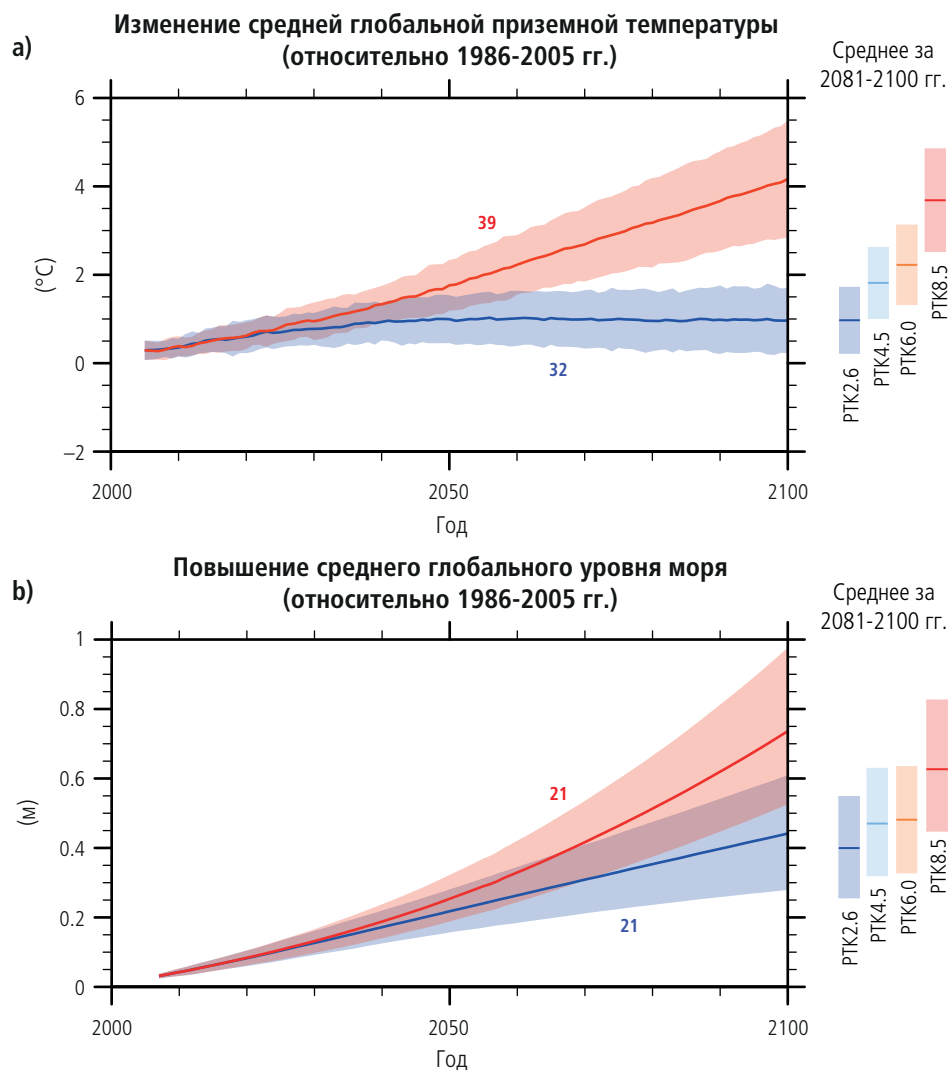 a)
Изменение средней глобальной приземной температуры
(относительно 1986-2005 гг.)
Среднее за
2081-2100 гг.
6
4
2
0
–2
(°C)
39
32
2000
2050
2100
Год
РТК2.6
РТК4.5
РТК6.0
РТК8.5
b)
Повышение среднего глобального уровня моря
(относительно 1986-2005 гг.)
Среднее за
2081-2100 гг.
1
0.8
0.6
0.4
0.2
0
(м)
21
21
2000
2050
2100
Год
РТК2.6
РТК4.5
РТК6.0
РТК8.5